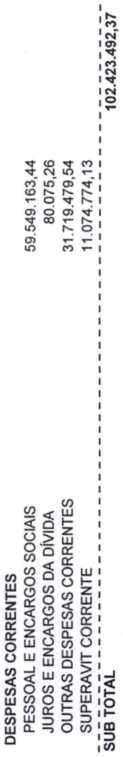 DESPESAS CORRENTES
PESSOAL E ENCARGOS SOCIAIS 59.549.163,44
JUROS E ENCARGOS DA DÍVIDA 80.075,26
OUTRAS DESPESAS CORRENTES 31.719.479,54
SUPERAVIT CORRENTE 11.074.774,13
SUB TOTAL 102.423.492,37